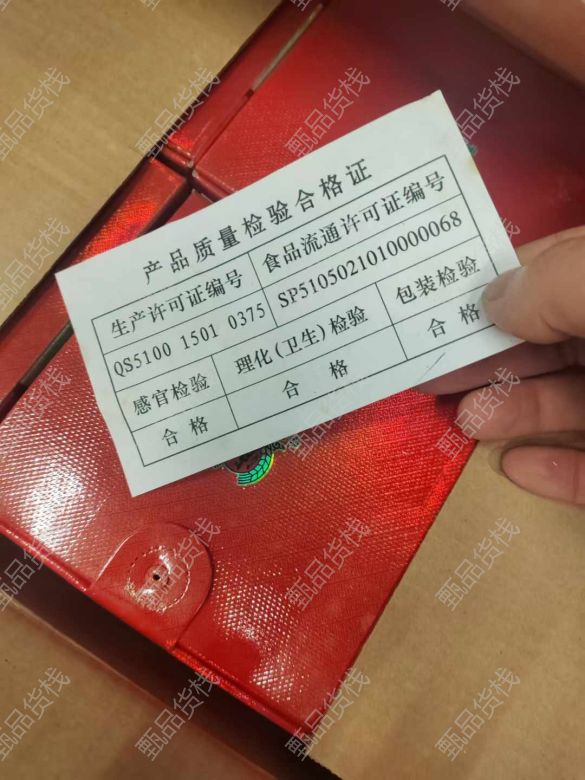 产品质量检验合格证
生产许可证编号 食品流通许可证编号
QS5100 1501 0375 SP5105021010000068
感官检验 理化(卫生)检验 包装检验
合格 合格 合格
甄品货栈